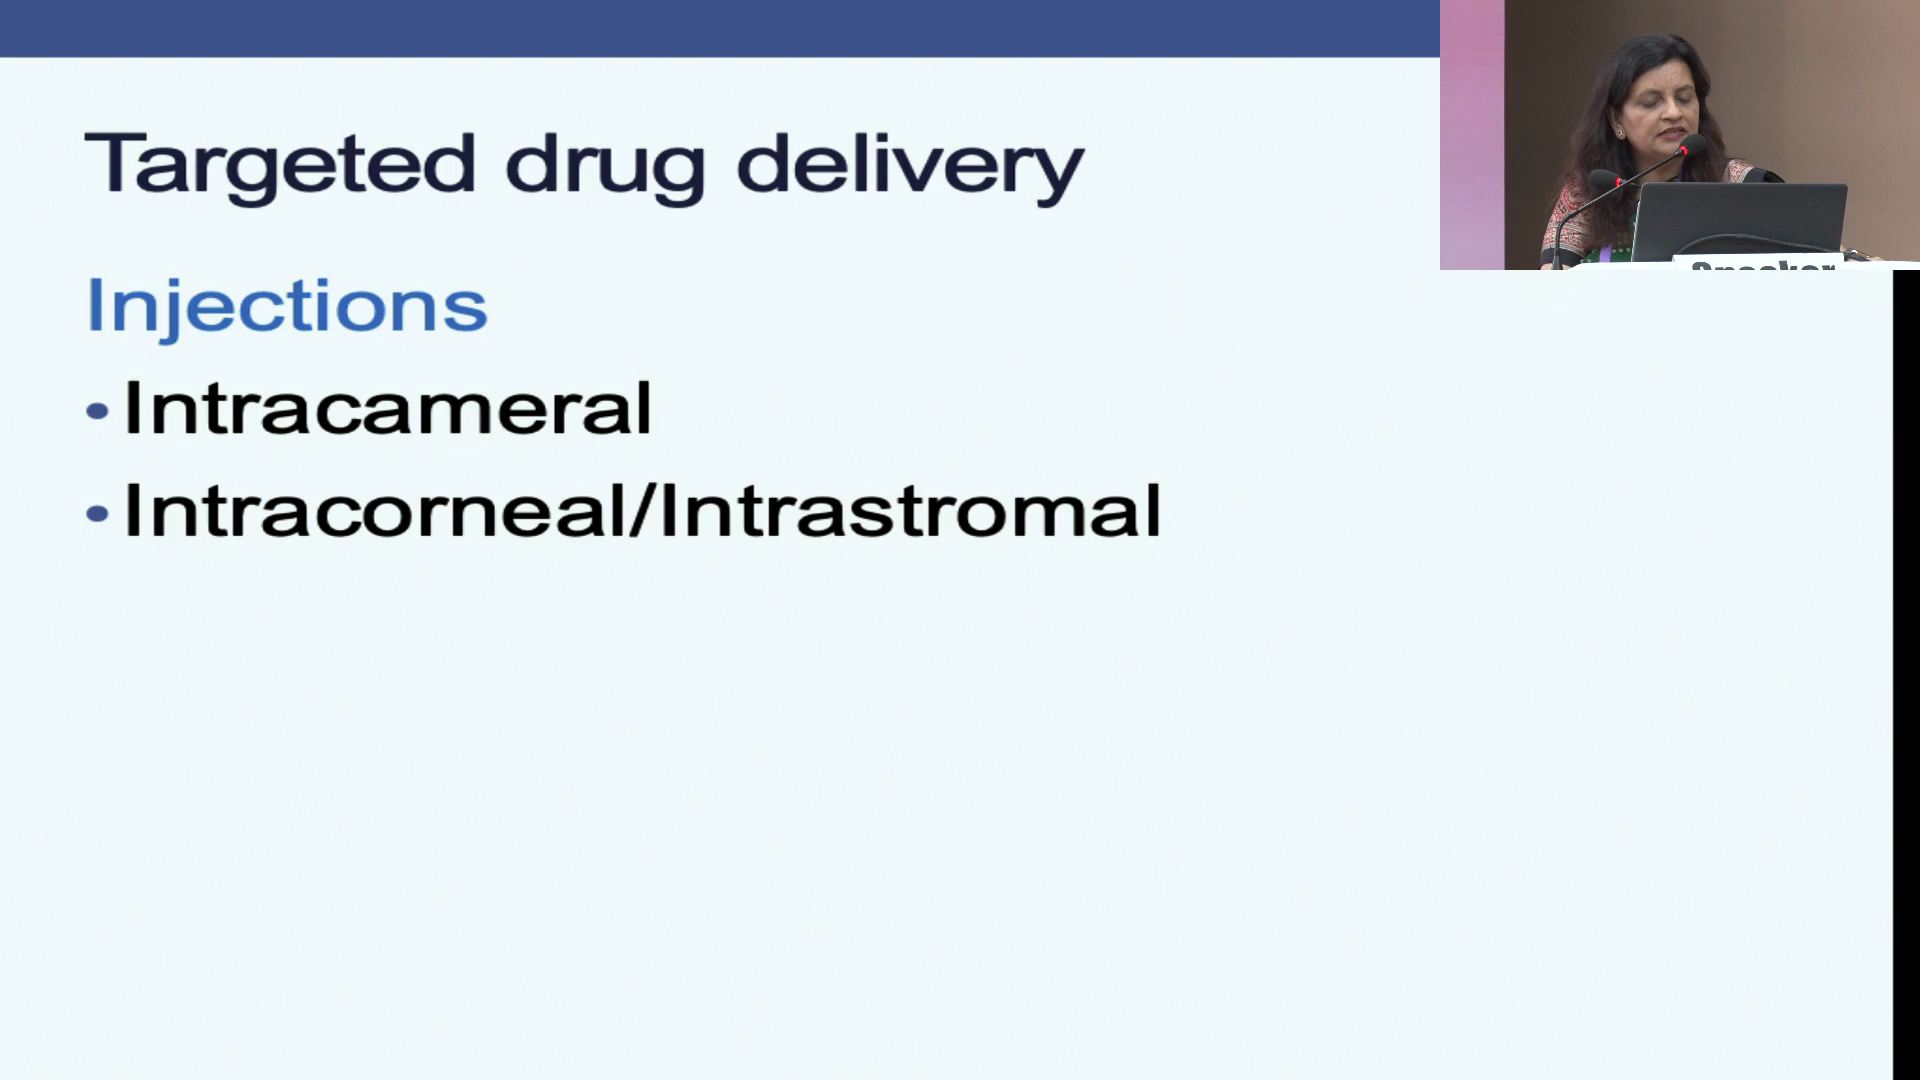 Targeted drug delivery
Injections
• Intracameral
• Intracorneal/Intrastromal
Speaker